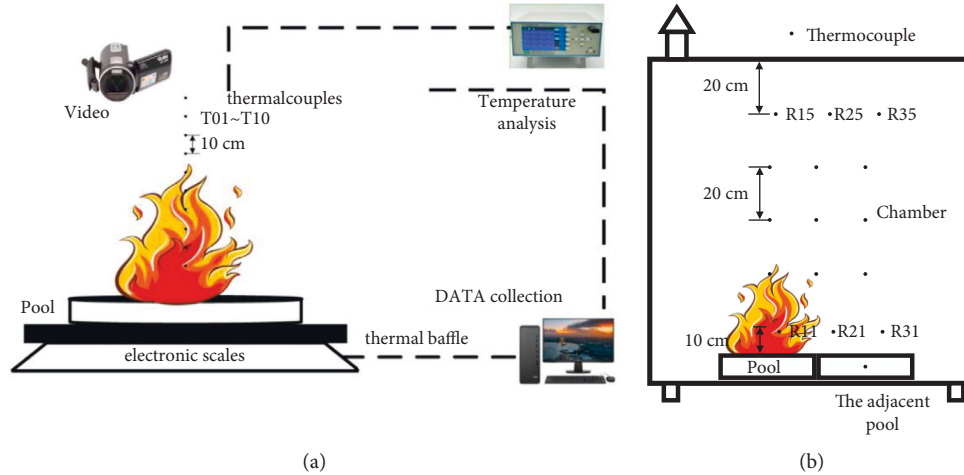 Video
thermalcouples
T01~T10
10 cm
Temperature
analysis
Pool
DATA collection
thermal baffle
electronic scales
(a)
Thermocouple
20 cm
R15
R25
R35
20 cm
Chamber
10 cm
R11
R21
R31
Pool
The adjacent
pool
(b)